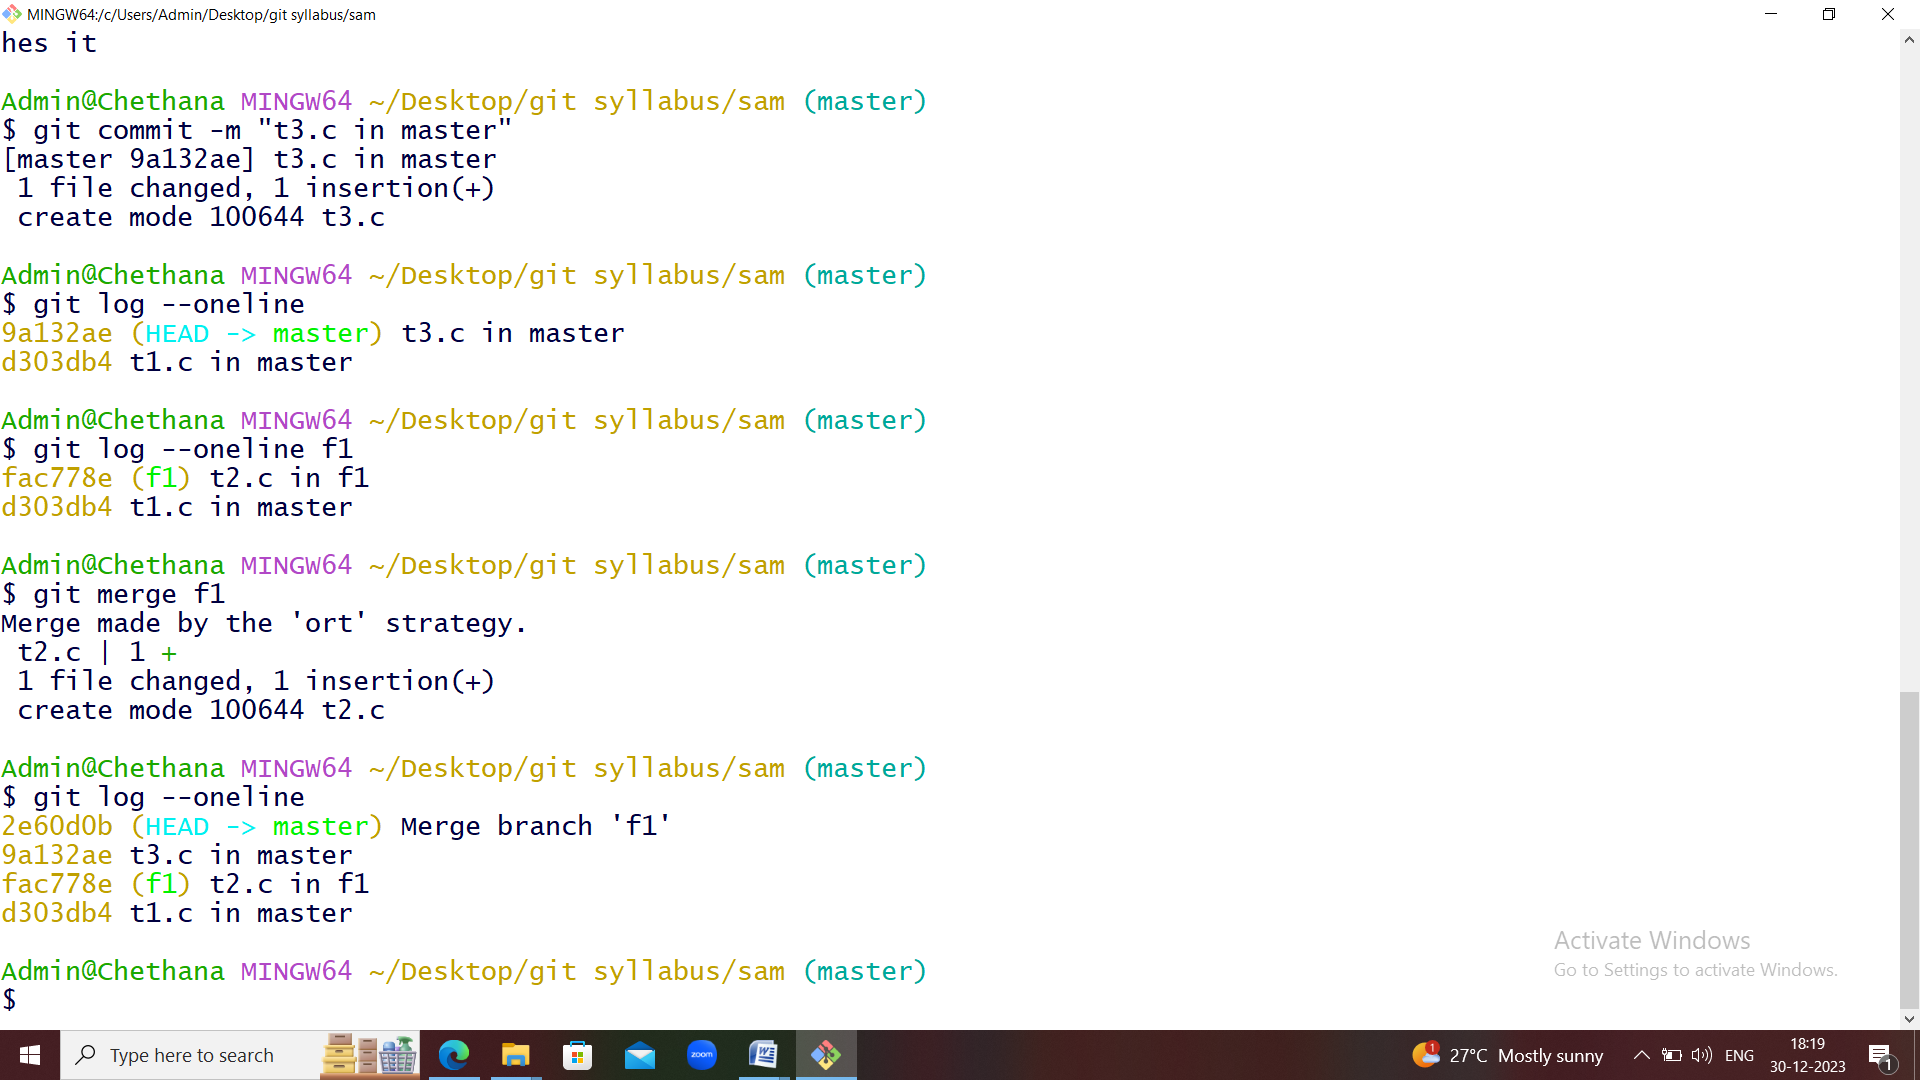 MINGW64:/c/Users/Admin/Desktop/git syllabus/sam
hes it
Admin@Chethana MINGW64 ~/Desktop/git syllabus/sam (master)
$ git commit -m "t3.c in master"
[master 9a132ae] t3.c in master
 1 file changed, 1 insertion(+)
 create mode 100644 t3.c
Admin@Chethana MINGW64 ~/Desktop/git syllabus/sam (master)
$ git log --oneline
9a132ae (HEAD -> master) t3.c in master
d303db4 t1.c in master
Admin@Chethana MINGW64 ~/Desktop/git syllabus/sam (master)
$ git log --oneline f1
fac778e (f1) t2.c in f1
d303db4 t1.c in master
Admin@Chethana MINGW64 ~/Desktop/git syllabus/sam (master)
$ git merge f1
Merge made by the 'ort' strategy.
 t2.c | 1 +
 1 file changed, 1 insertion(+)
 create mode 100644 t2.c
Admin@Chethana MINGW64 ~/Desktop/git syllabus/sam (master)
$ git log --oneline
2e60d0b (HEAD -> master) Merge branch 'f1'
9a132ae t3.c in master
fac778e (f1) t2.c in f1
d303db4 t1.c in master
Admin@Chethana MINGW64 ~/Desktop/git syllabus/sam (master)
$
Activate Windows
Go to Settings to activate Windows.
Type here to search
zoom
1
27°C Mostly sunny
ENG
18:19
30-12-2023
1